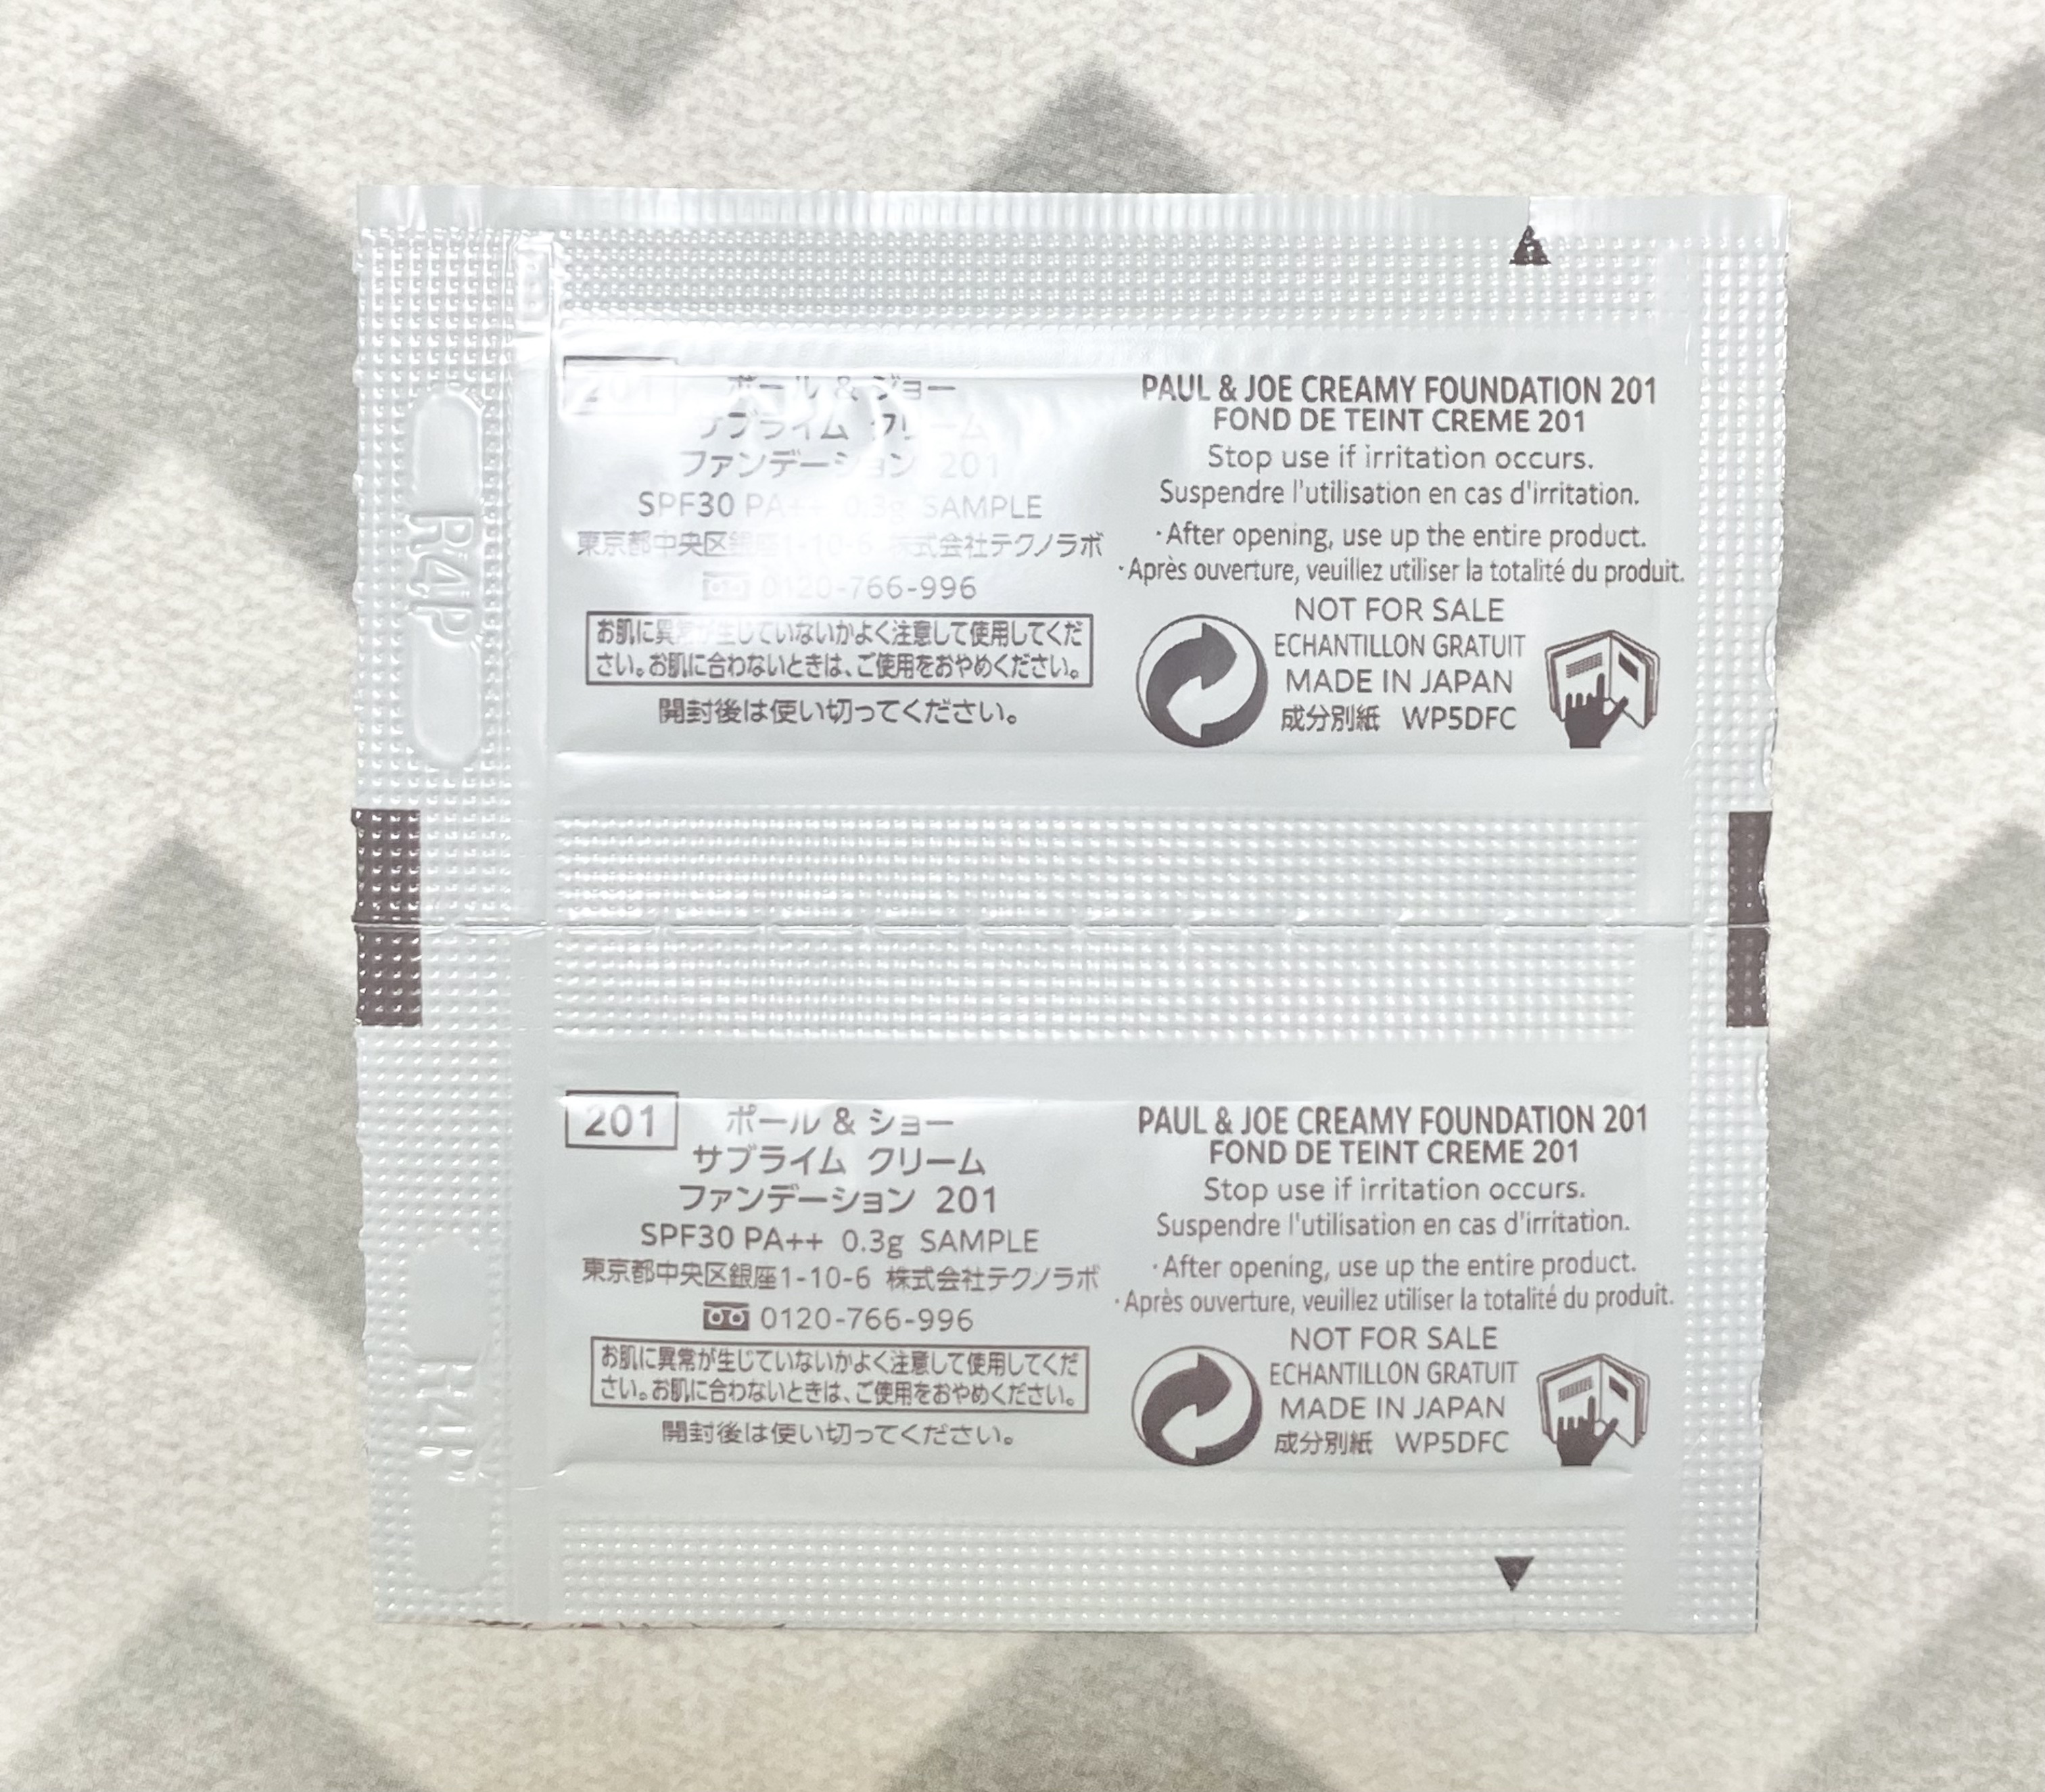 201
ポール & ジョー
サブライム クリーム
ファンデーション 201
SPF30 PA++ 0.3g SAMPLE
東京都中央区銀座1-10-6 株式会社テクノラボ
0120-766-996
お肌に異常が生じていないかよく注意して使用してくだ
さい。お肌に合わないときは、ご使用をおやめください。
開封後は使い切ってください。
PAUL & JOE CREAMY FOUNDATION 201
FOND DE TEINT CREME 201
Stop use if irritation occurs.
Suspendre l'utilisation en cas d'irritation.
·After opening, use up the entire product.
·Après ouverture, veuillez utiliser la totalité du produit.
NOT FOR SALE
ECHANTILLON GRATUIT
MADE IN JAPAN
成分別紙 WP5DFC
R4P
201
ポール & ジョー
サブライム クリーム
ファンデーション 201
SPF30 PA++ 0.3g SAMPLE
東京都中央区銀座1-10-6 株式会社テクノラボ
0120-766-996
お肌に異常が生じていないかよく注意して使用してくだ
さい。お肌に合わないときは、ご使用をおやめください。
開封後は使い切ってください。
PAUL & JOE CREAMY FOUNDATION 201
FOND DE TEINT CREME 201
Stop use if irritation occurs.
Suspendre l'utilisation en cas d'irritation.
·After opening, use up the entire product.
·Après ouverture, veuillez utiliser la totalité du produit.
NOT FOR SALE
ECHANTILLON GRATUIT
MADE IN JAPAN
成分別紙 WP5DFC
R4P